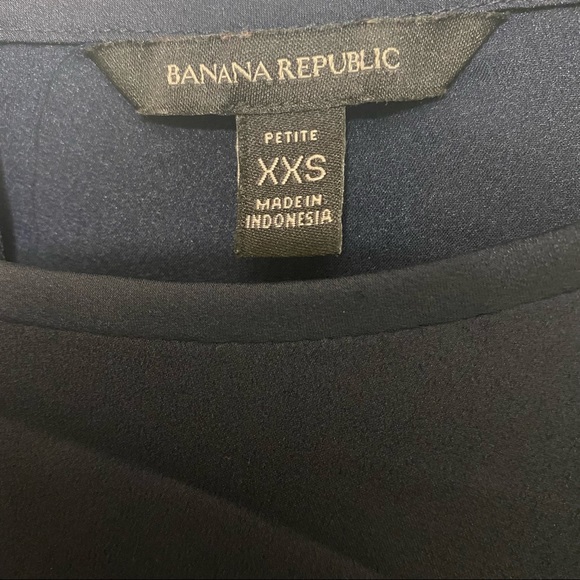 BANANA REPUBLIC
PETITE
XXS
MADE IN
INDONESIA